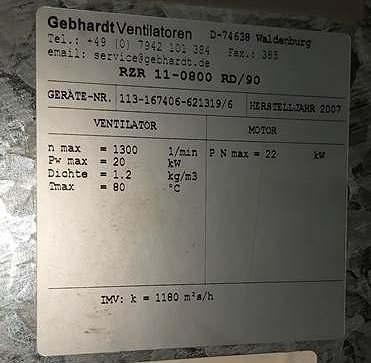 Gebhardt Ventilatoren D-74638 Waldenburg
Tel.: +49 (0) 7942 101 384 Fax.: 385
email: service@gebhardt.de
RZR 11-0800 RD/90
GERÄTE-NR. 113-167406-621319/6 HERSTELLJAHR 2007
VENTILATOR MOTOR
n max = 1300 1/min P N max = 22 kW
Pw max = 20 kW
Dichte = 1.2 kg/m3
Tmax = 80 °C
IMV: k = 1180 m²s/h